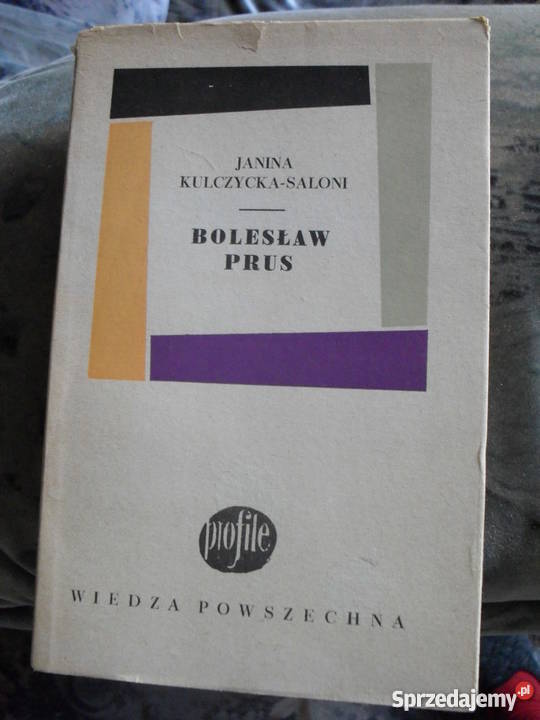 JANINA
KULCZYCKA-SALONI
BOLESŁAW
PRUS
profile
WIEDZA POWSZECHNA
Sprzedajemy.pl